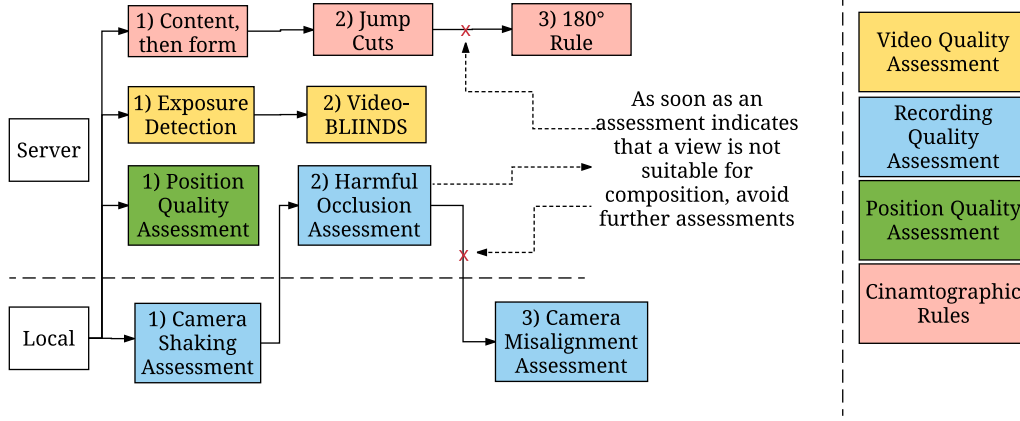 1) Content,
then form
2) Jump
Cuts
x
3) 180°
Rule
1) Exposure
Detection
2) Video-
BLIINDS
Server
1) Position
Quality
Assessment
2) Harmful
Occlusion
Assessment
x
As soon as an
assessment indicates
that a view is not
suitable for
composition, avoid
further assessments
Local
1) Camera
Shaking
Assessment
3) Camera
Misalignment
Assessment
Video Quality
Assessment
Recording
Quality
Assessment
Position Quality
Assessment
Cinamtographic
Rules